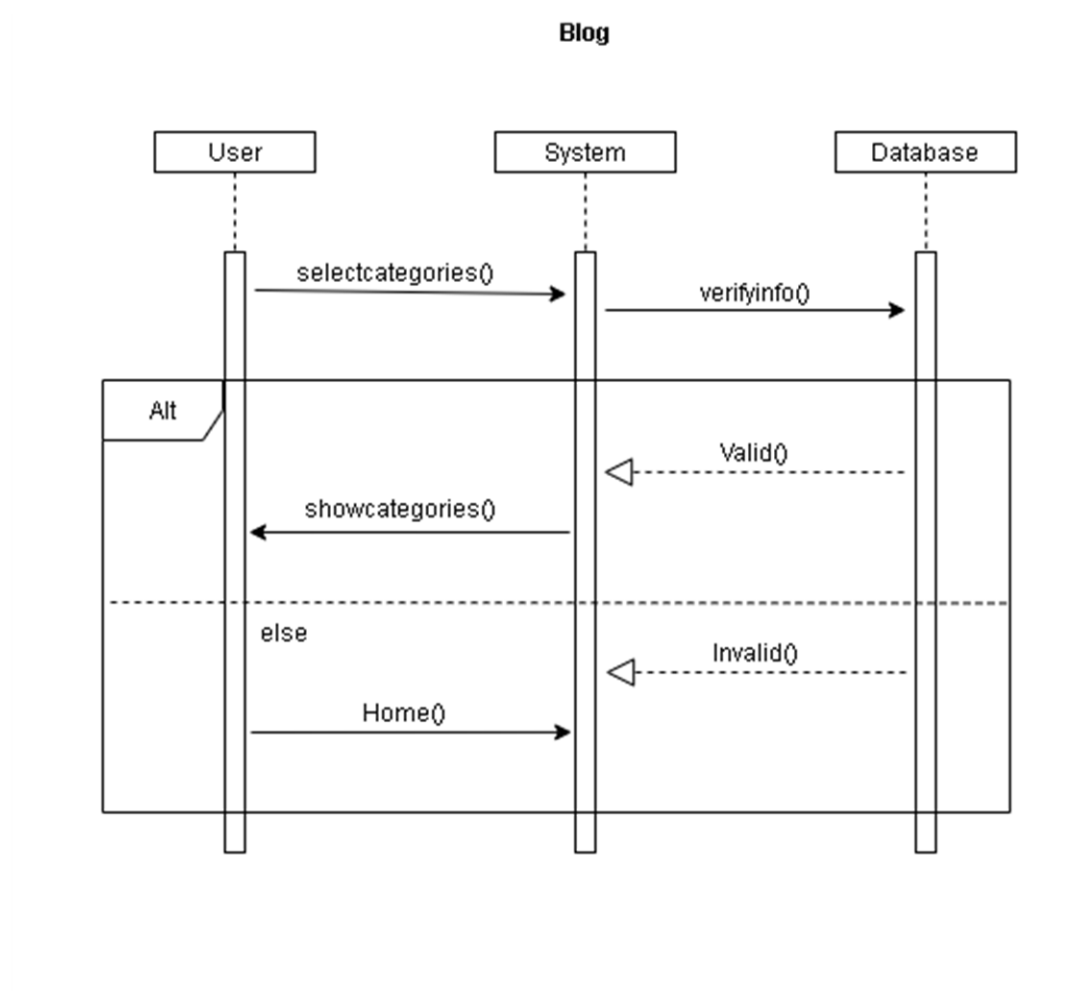 Blog
User
System
Database
selectcategories()
verifyinfo()
Alt
Valid()
showcategories()
else
Invalid()
Home()